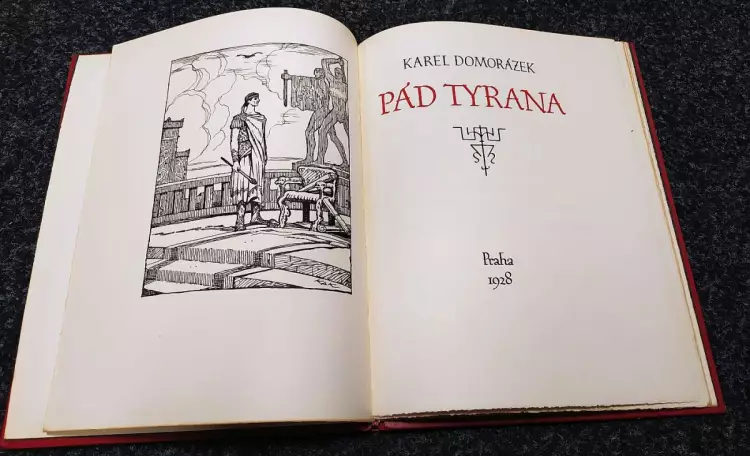 KAREL DOMORÁZEK
PÁD TYRANA
Praha
1928